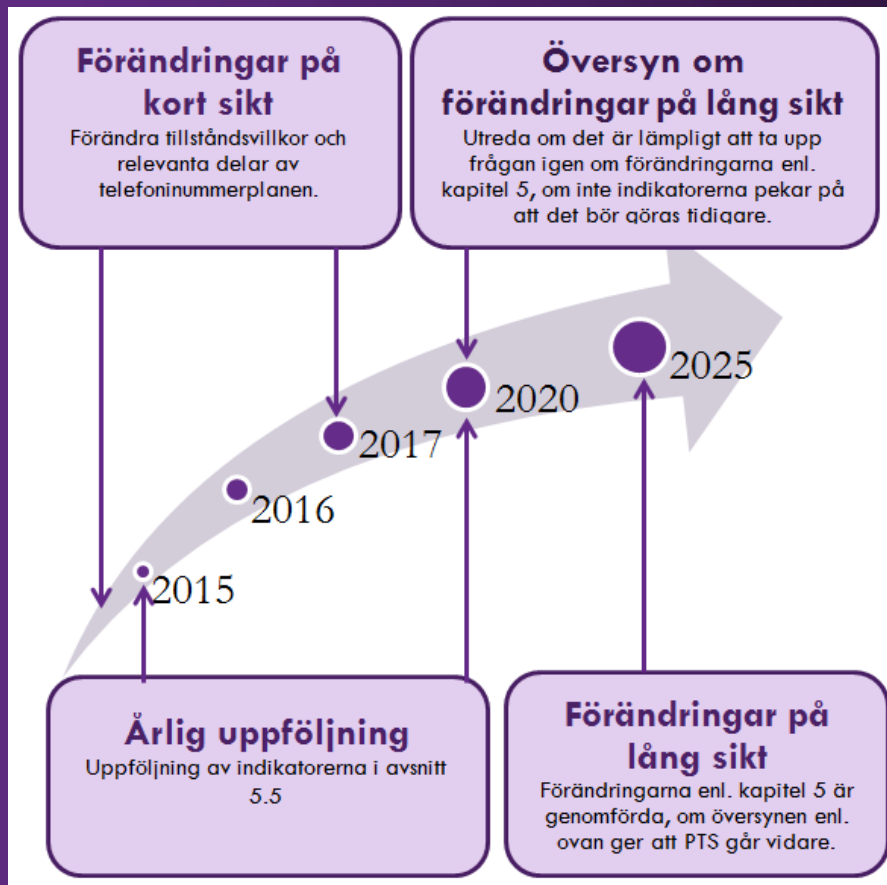 Förändringar på
kort sikt
Förändra tillståndsvillkor och
relevanta delar av
telefoninummerplanen.
Översyn om
förändringar på lång sikt
Utreda om det är lämpligt att ta upp
frågan igen om förändringarna enl.
kapitel 5, om inte indikatorerna pekar på
att det bör göras tidigare.
2025
2020
2017
2016
2015
Årlig uppföljning
Uppföljning av indikatorerna i avsnitt
5.5
Förändringar på
lång sikt
Förändringarna enl. kapitel 5 är
genomförda, om översynen enl.
ovan ger att PTS går vidare.